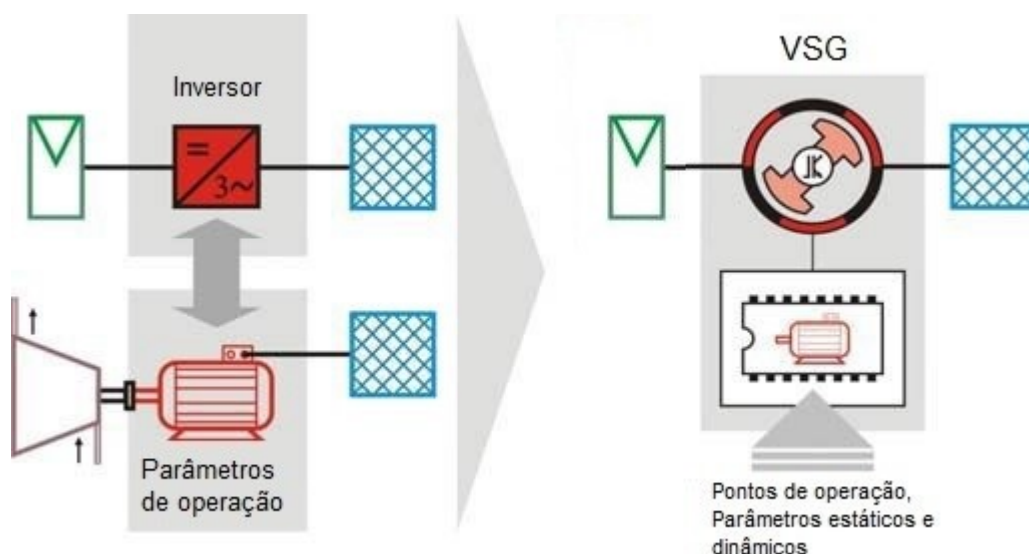 Inversor
=
3~
Parâmetros
de operação
VSG
Pontos de operação,
Parâmetros estáticos e
dinâmicos